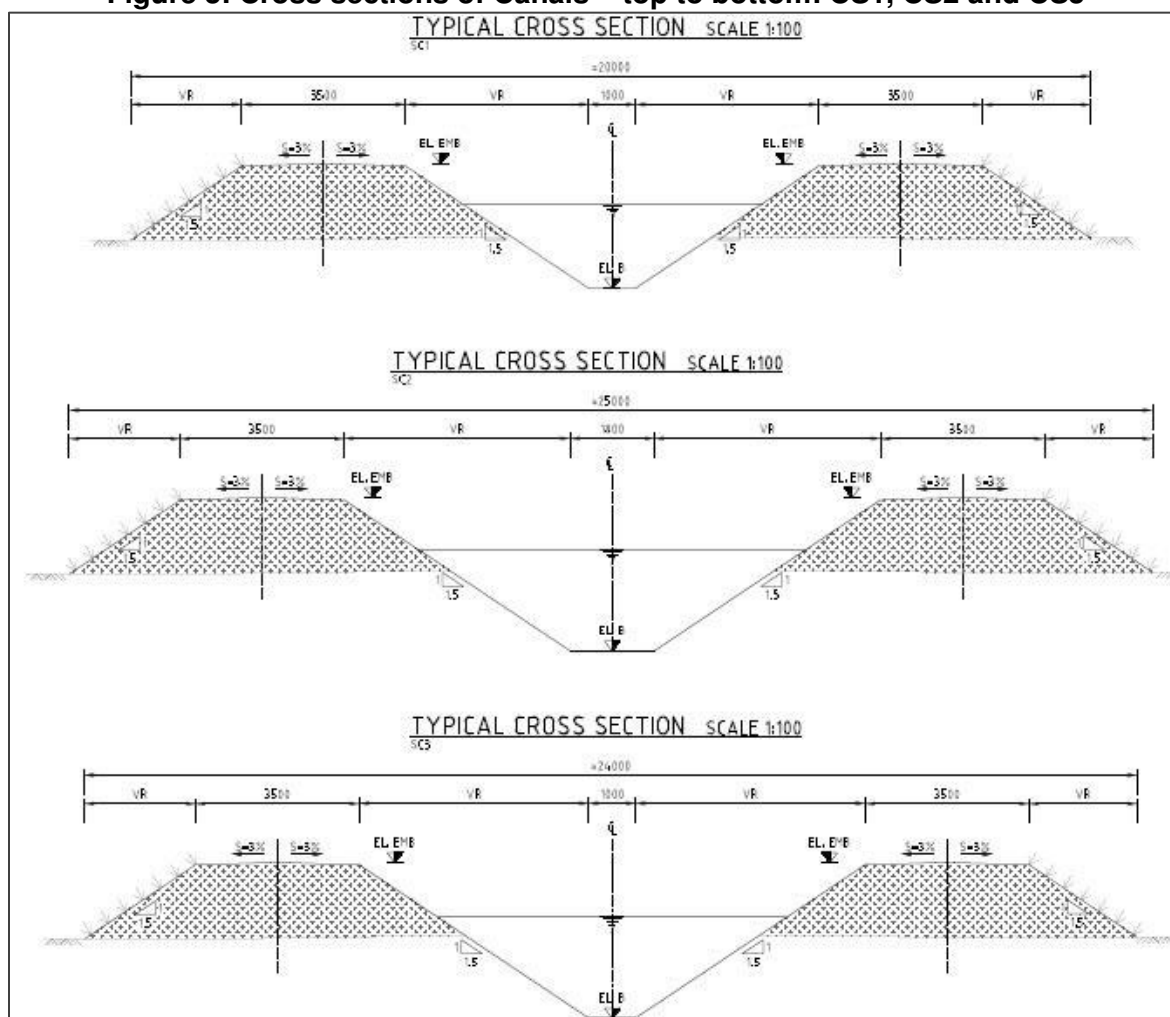 Cross sections of Canals – top to bottom CS1, CS2 and CS3
TYPICAL CROSS SECTION SCALE 1:100
SC1
≈20000
VR 3500 VR 1000 VR 3500 VR
℄
S=3% S=3% EL. EMB EL. EMB S=3% S=3%
1.5 1.5 1.5 1.5
EL. B
TYPICAL CROSS SECTION SCALE 1:100
SC2
≈25000
VR 3500 VR 1800 VR 3500 VR
℄
S=3% S=3% EL. EMB EL. EMB S=3% S=3%
1.5 1 1.5 1 1.5 1.5
EL. B
TYPICAL CROSS SECTION SCALE 1:100
SC3
≈24000
VR 3500 VR 1000 VR 3500 VR
℄
S=3% S=3% EL. EMB EL. EMB S=3% S=3%
1.5 1 1.5 1 1.5 1.5
EL. B